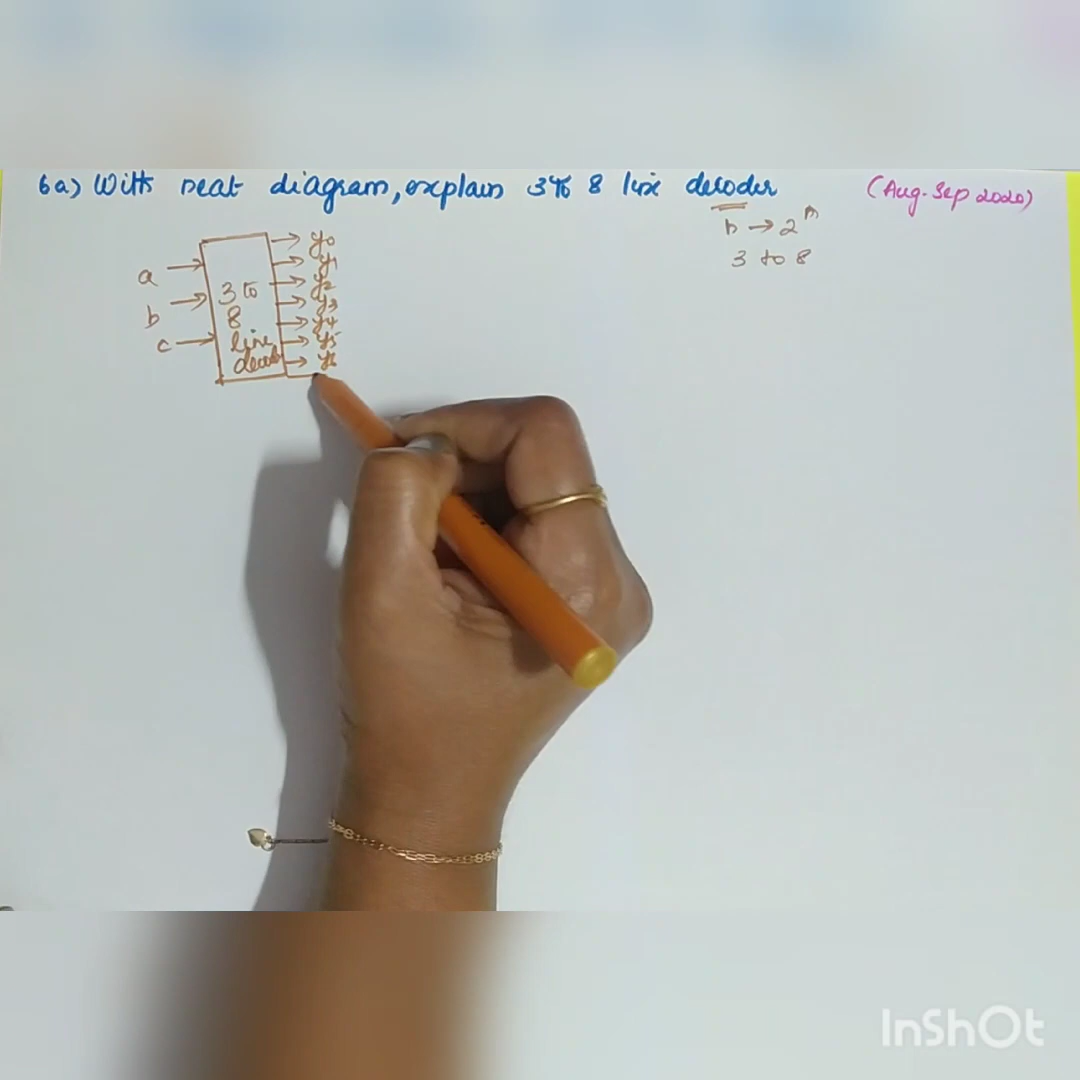 6a) With neat diagram, explain 3 to 8 line decoder (Aug-Sep 2020)
n → 2^n
3 to 8
a
b
c
3 to
8
line
decod
y0
y1
y2
y3
y4
y5
y6
InShOt